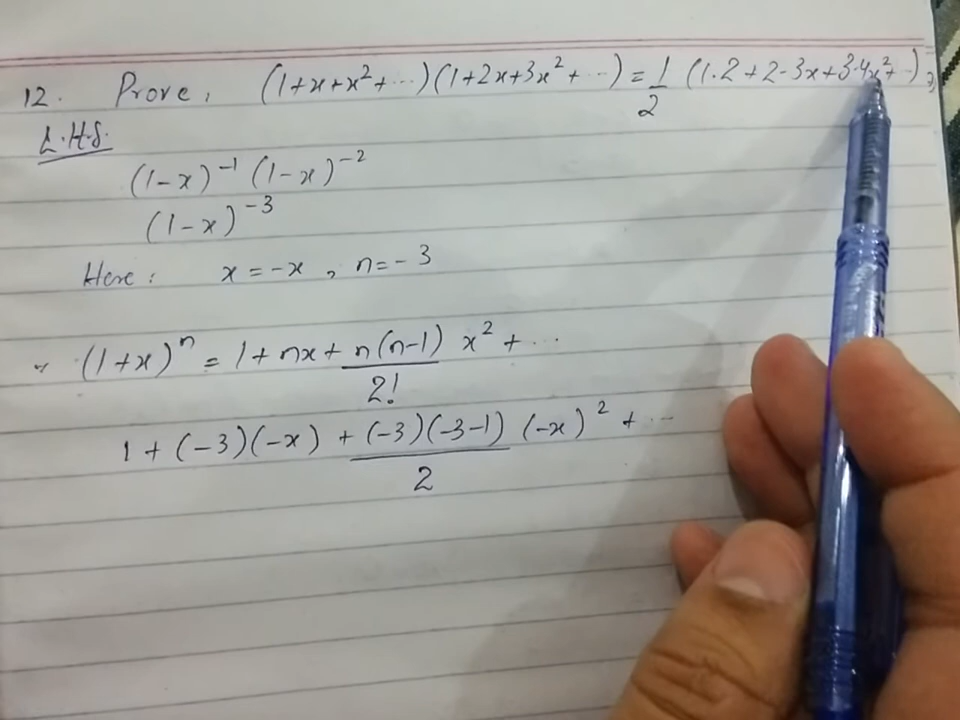 12. Prove, (1+x+x²+...)(1+2x+3x²+...) = 1/2 (1.2+2.3x+3.4x²+..)
L.H.S.
(1-x)⁻¹ (1-x)⁻²
(1-x)⁻³
Here: x=-x, n=-3
∵ (1+x)ⁿ = 1+nx+ n(n-1)/2! x²+...
1+(-3)(-x) + (-3)(-3-1)/2 (-x)² + ...